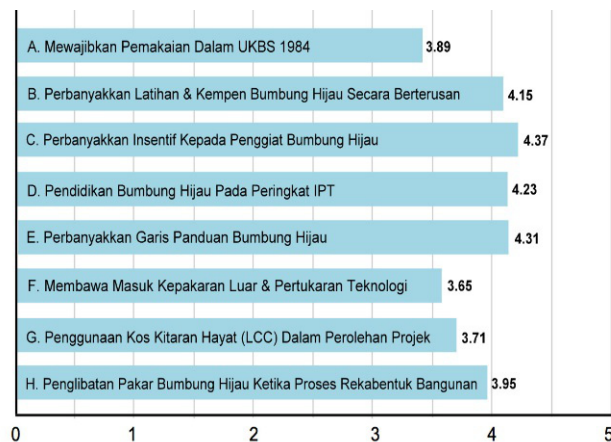 A. Mewajibkan Pemakaian Dalam UKBS 1984 3.89
B. Perbanyakkan Latihan & Kempen Bumbung Hijau Secara Berterusan 4.15
C. Perbanyakkan Insentif Kepada Penggiat Bumbung Hijau 4.37
D. Pendidikan Bumbung Hijau Pada Peringkat IPT 4.23
E. Perbanyakkan Garis Panduan Bumbung Hijau 4.31
F. Membawa Masuk Kepakaran Luar & Pertukaran Teknologi 3.65
G. Penggunaan Kos Kitaran Hayat (LCC) Dalam Perolehan Projek 3.71
H. Penglibatan Pakar Bumbung Hijau Ketika Proses Rekabentuk Bangunan 3.95
0 1 2 3 4 5